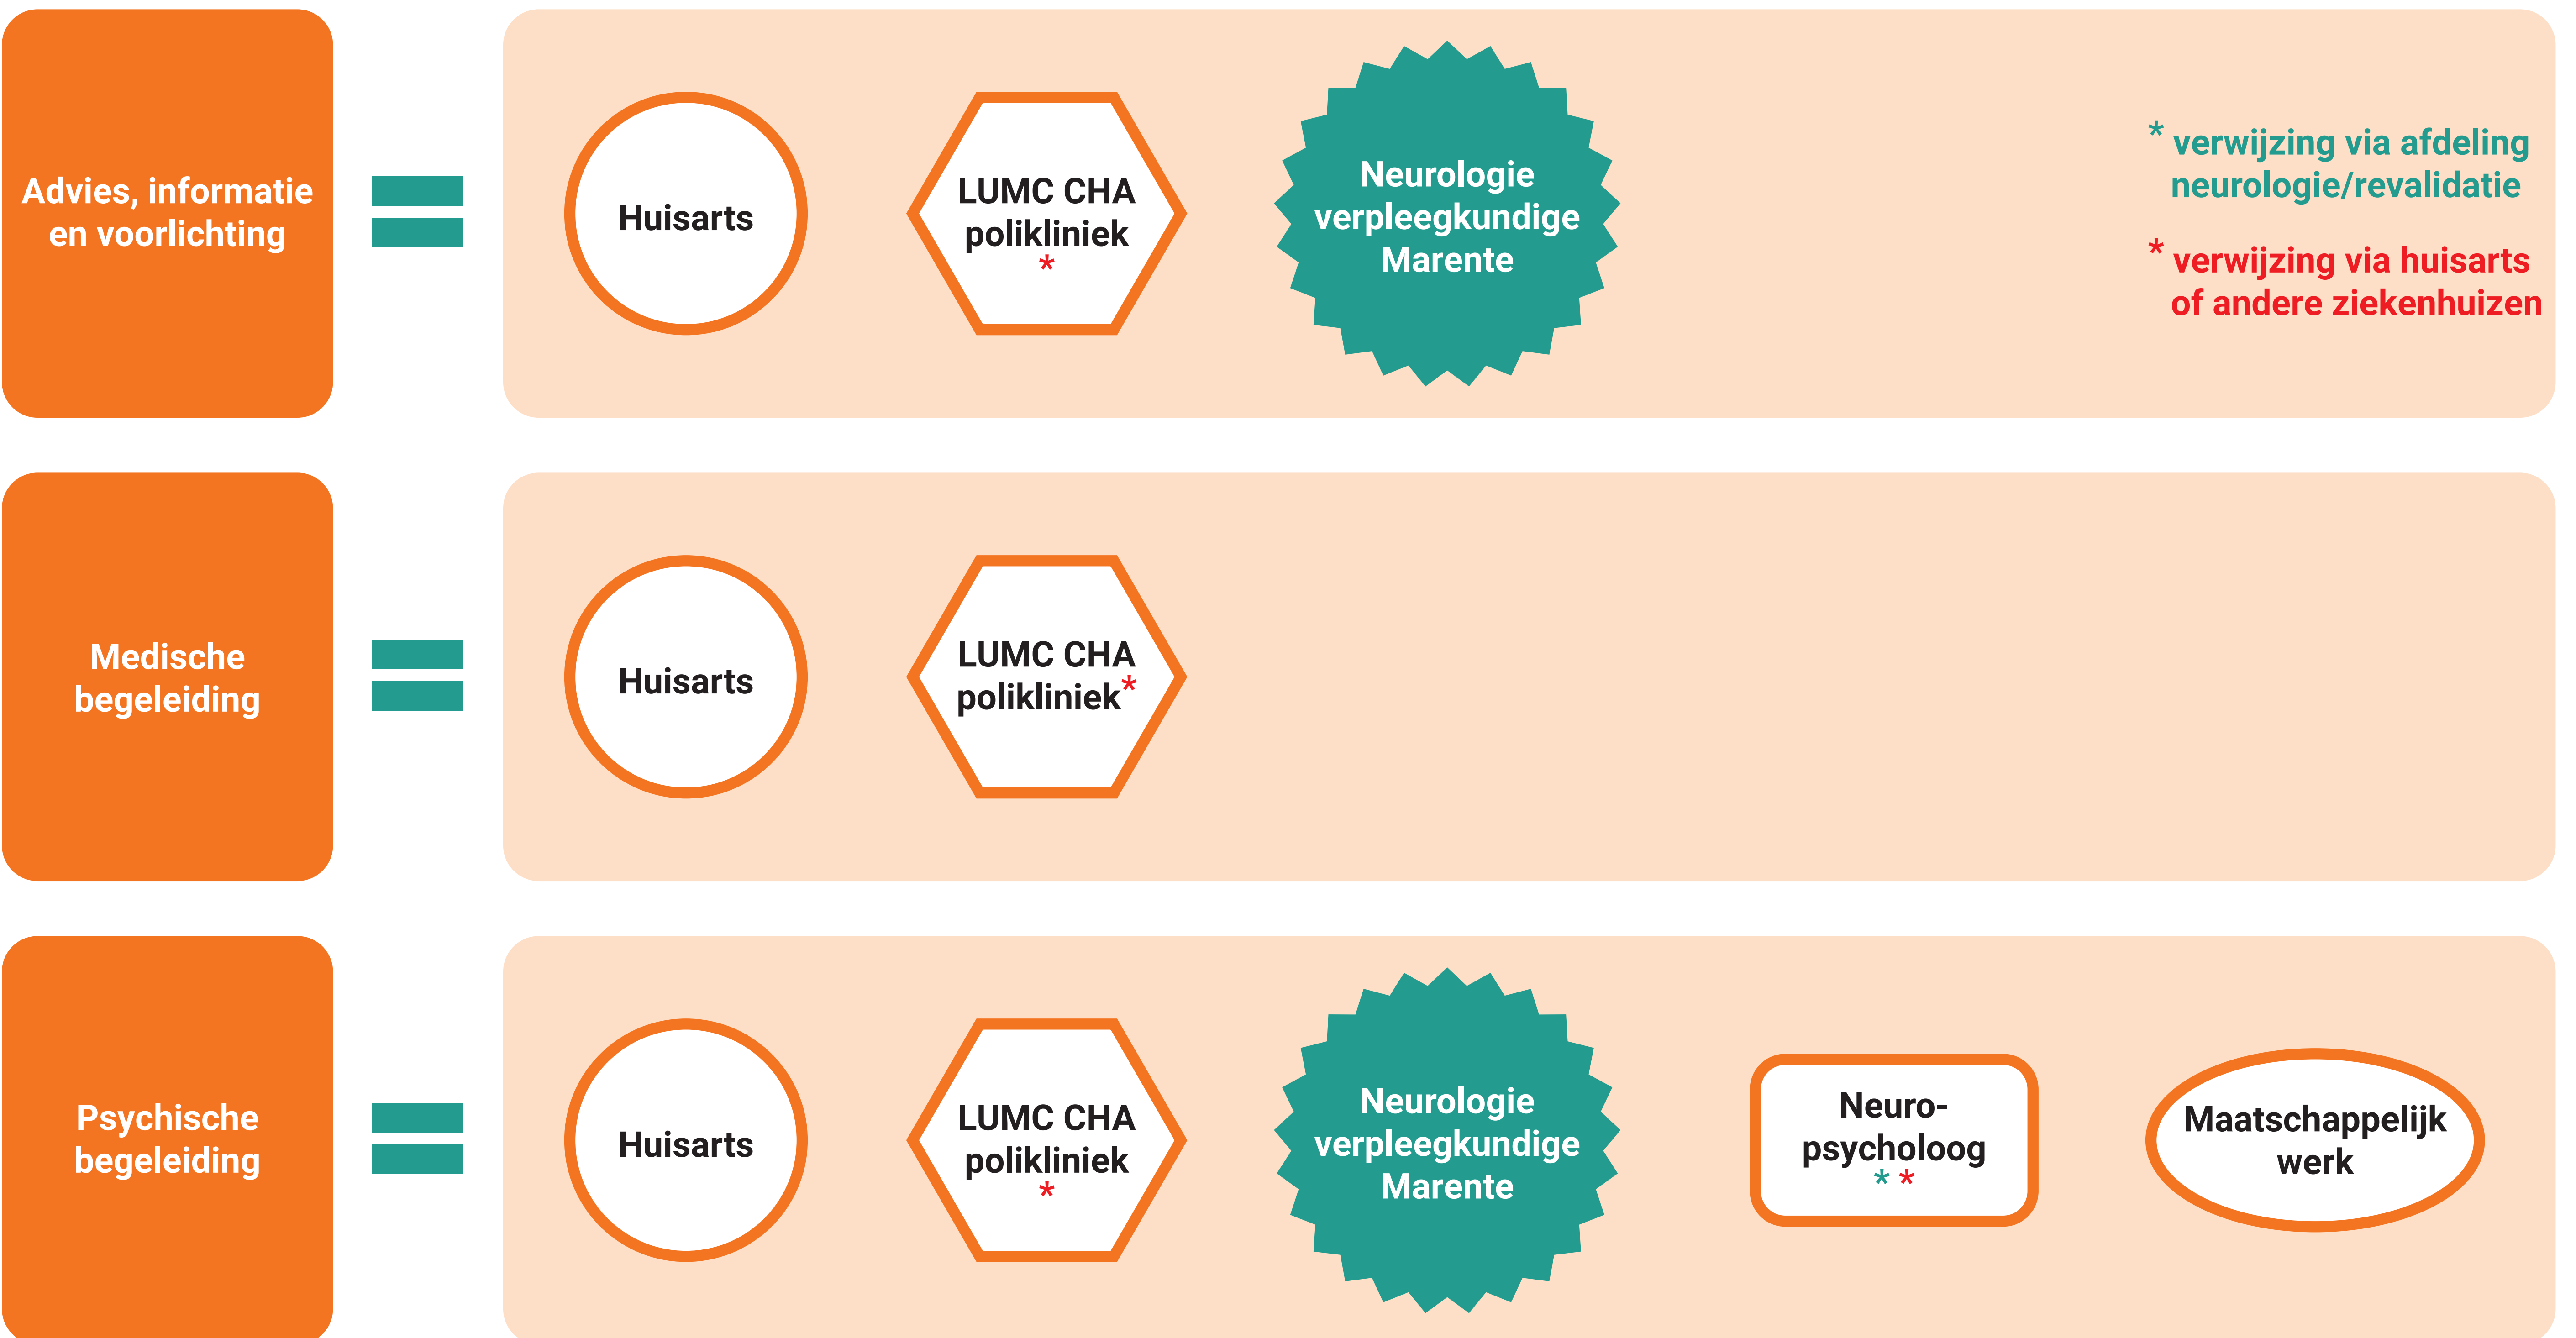 Advies, informatie
en voorlichting
Huisarts
LUMC CHA
polikliniek
*
Neurologie
verpleegkundige
Marente
* verwijzing via afdeling
neurologie/revalidatie
* verwijzing via huisarts
of andere ziekenhuizen
Medische
begeleiding
Huisarts
LUMC CHA
polikliniek*
Psychische
begeleiding
Huisarts
LUMC CHA
polikliniek
*
Neurologie
verpleegkundige
Marente
Neuro-
psycholoog
* *
Maatschappelijk
werk